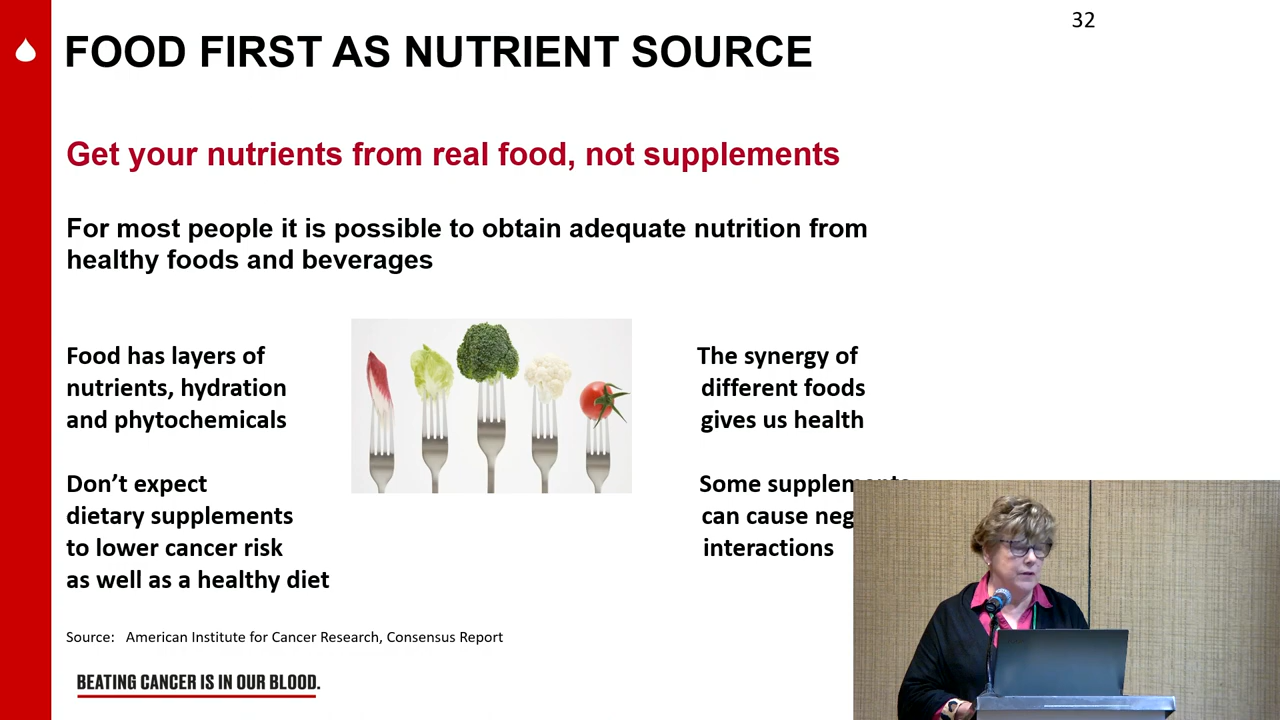 32
FOOD FIRST AS NUTRIENT SOURCE
Get your nutrients from real food, not supplements
For most people it is possible to obtain adequate nutrition from
healthy foods and beverages
Food has layers of
nutrients, hydration
and phytochemicals
Don’t expect
dietary supplements
to lower cancer risk
as well as a healthy diet
The synergy of
different foods
gives us health
Some supplements
can cause
interactions
Source: American Institute for Cancer Research, Consensus Report
BEATING CANCER IS IN OUR BLOOD.